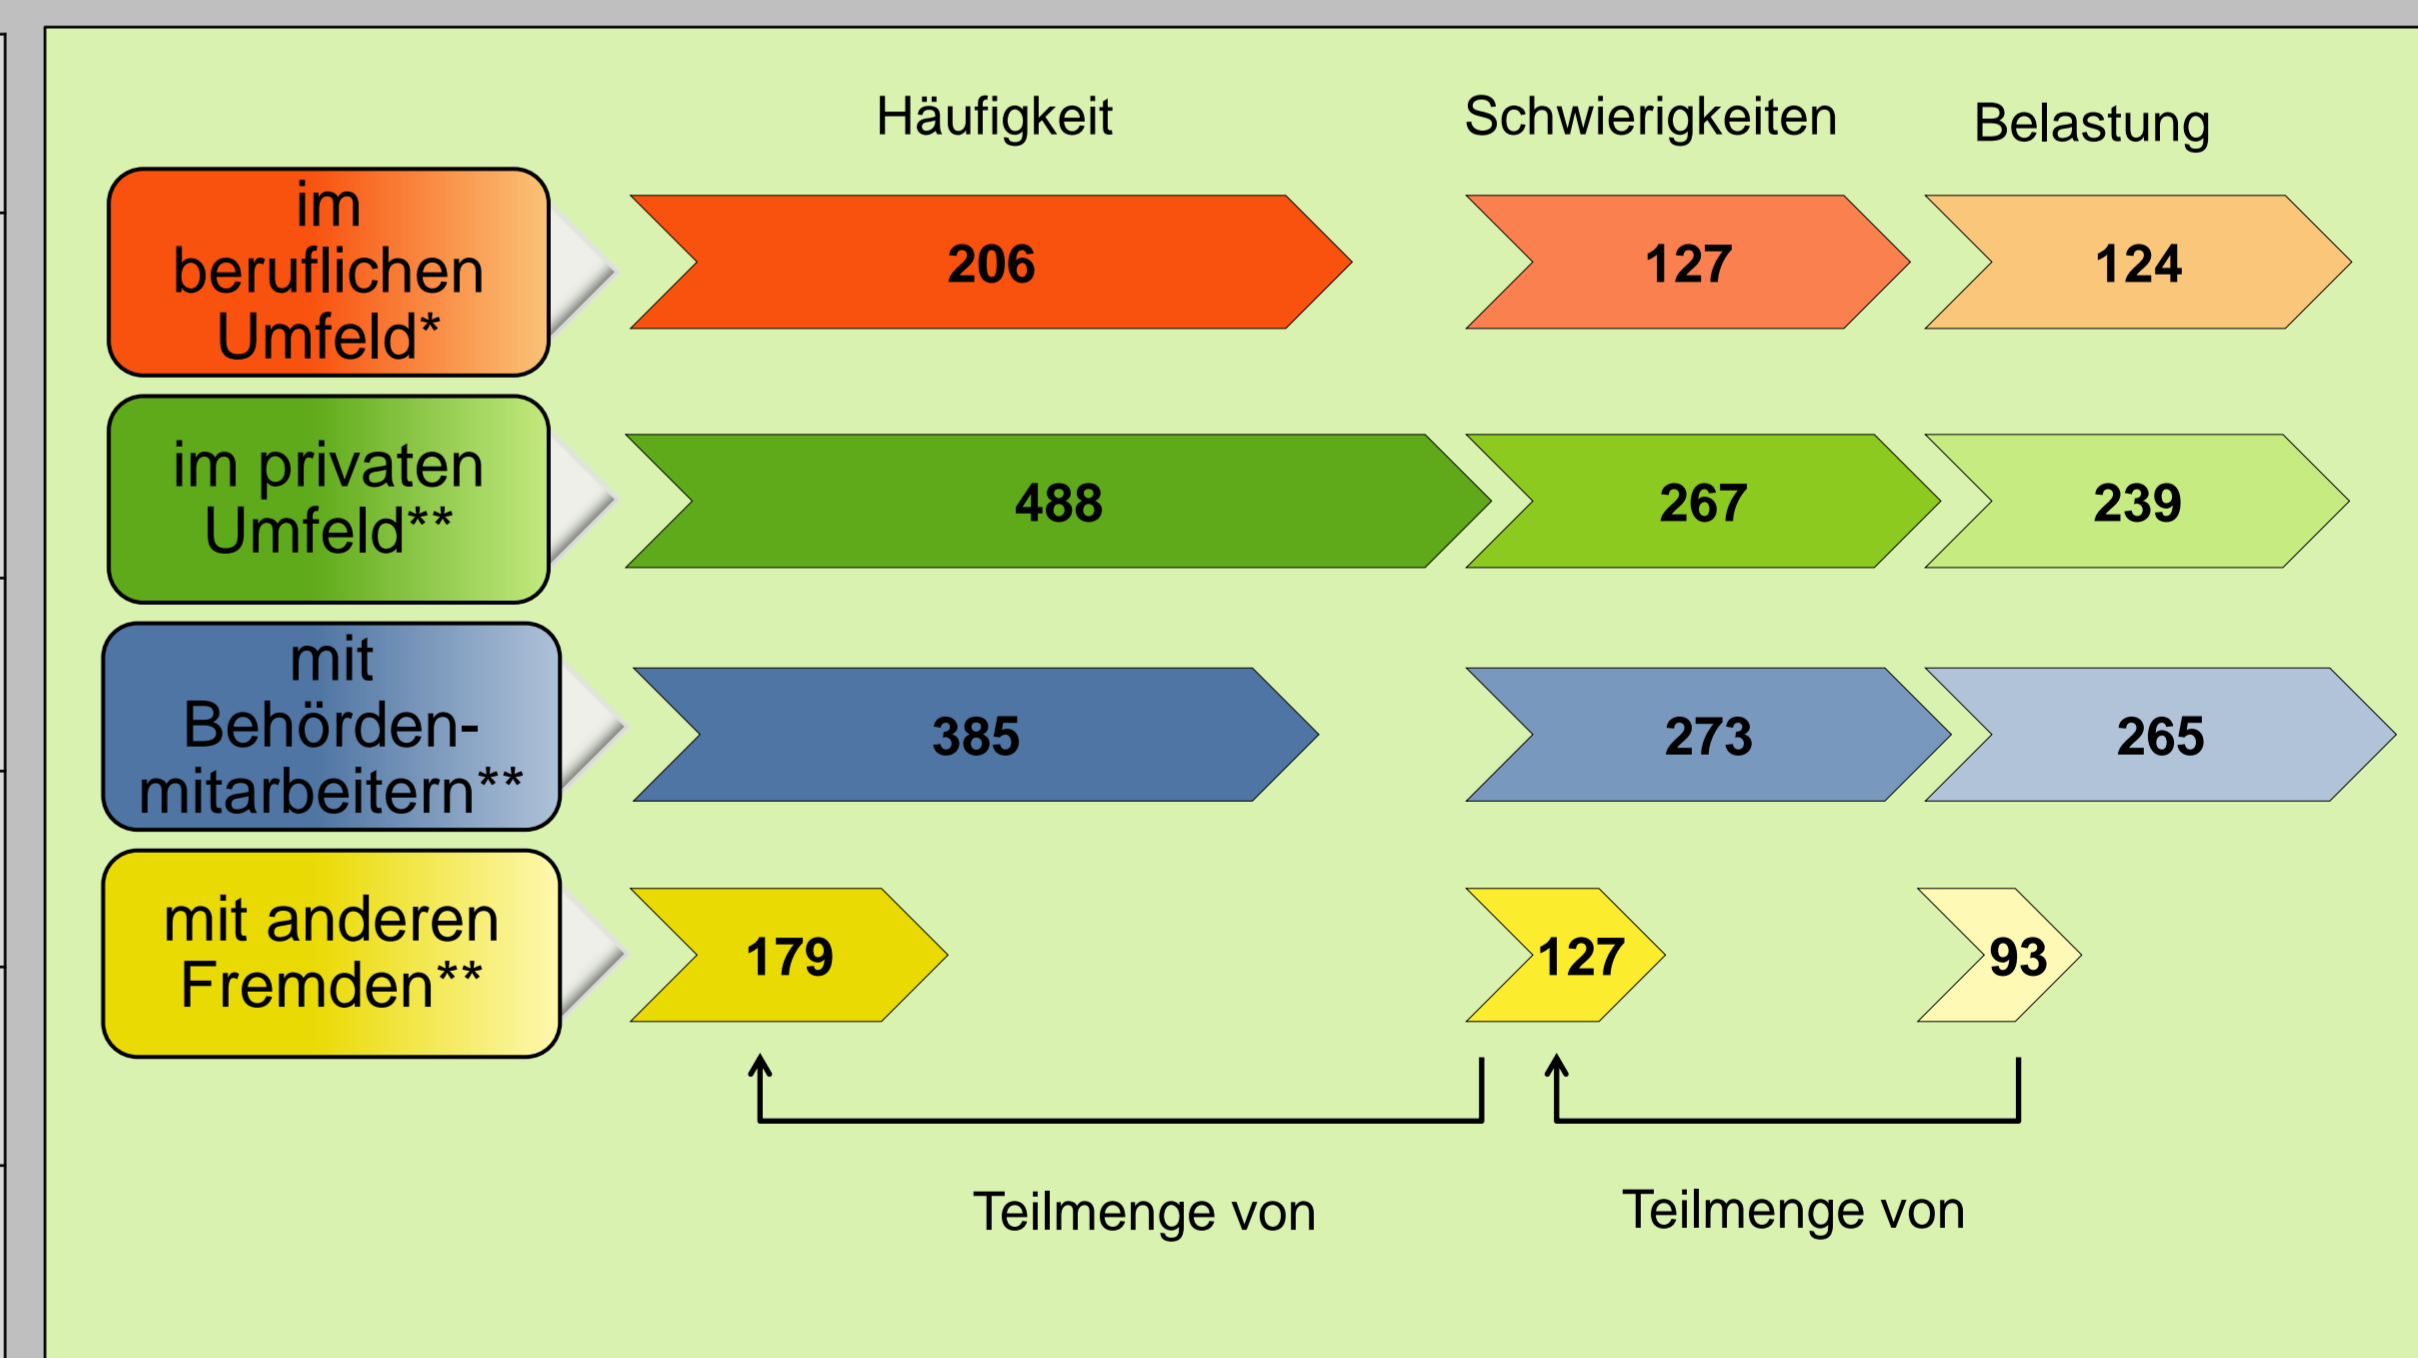 Häufigkeit Schwierigkeiten Belastung
im
beruflichen
Umfeld*
206 127 124
im privaten
Umfeld**
488 267 239
mit
Behörden-
mitarbeitern**
385 273 265
mit anderen
Fremden**
179 127 93
Teilmenge von Teilmenge von